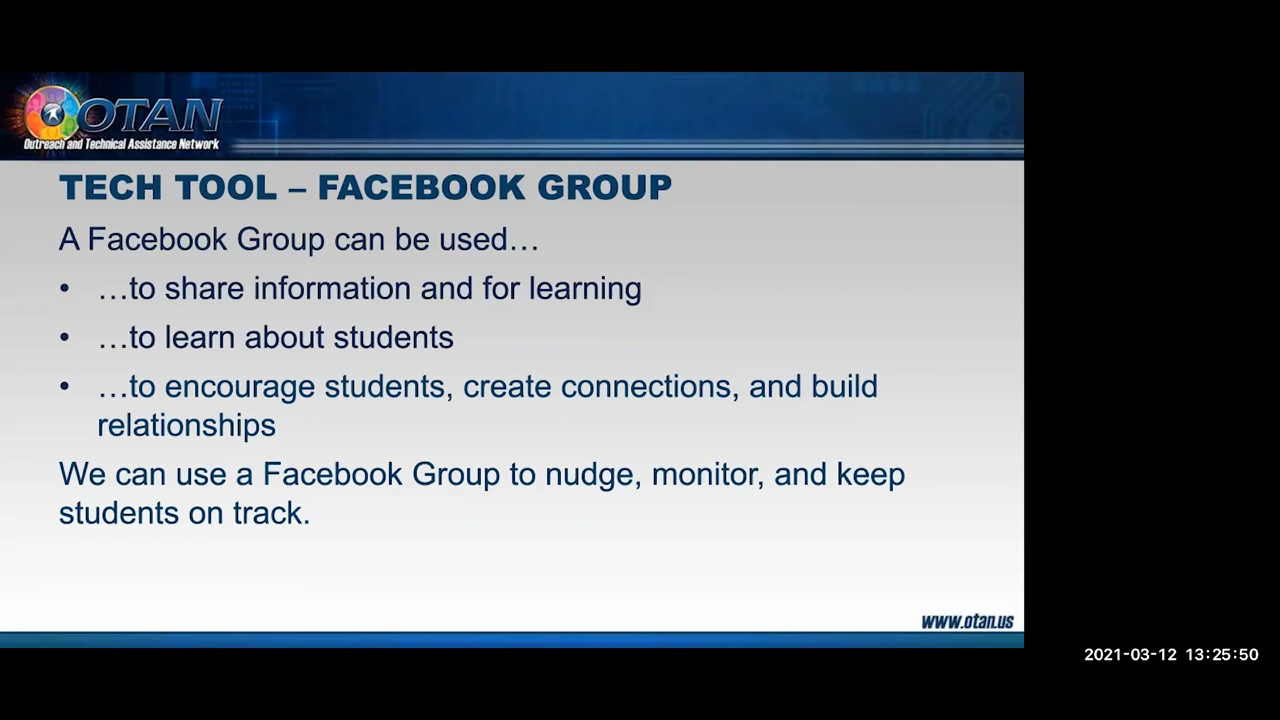 OTAN
Outreach and Technical Assistance Network
TECH TOOL – FACEBOOK GROUP
A Facebook Group can be used…
• …to share information and for learning
• …to learn about students
• …to encourage students, create connections, and build
relationships
We can use a Facebook Group to nudge, monitor, and keep
students on track.
www.otan.us
2021-03-12 13:25:50